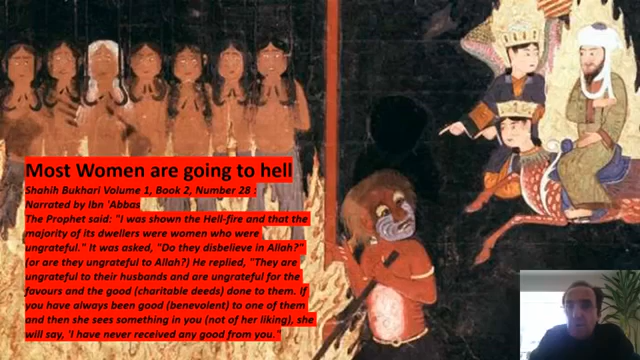 Most Women are going to hell
Shahih Bukhari Volume 1, Book 2, Number 28 :
Narrated by Ibn 'Abbas
The Prophet said: "I was shown the Hell-fire and that the
majority of its dwellers were women who were
ungrateful." It was asked, "Do they disbelieve in Allah?"
(or are they ungrateful to Allah?) He replied, "They are
ungrateful to their husbands and are ungrateful for the
favours and the good (charitable deeds) done to them. If
you have always been good (benevolent) to one of them
and then she sees something in you (not of her liking), she
will say, 'I have never received any good from you."